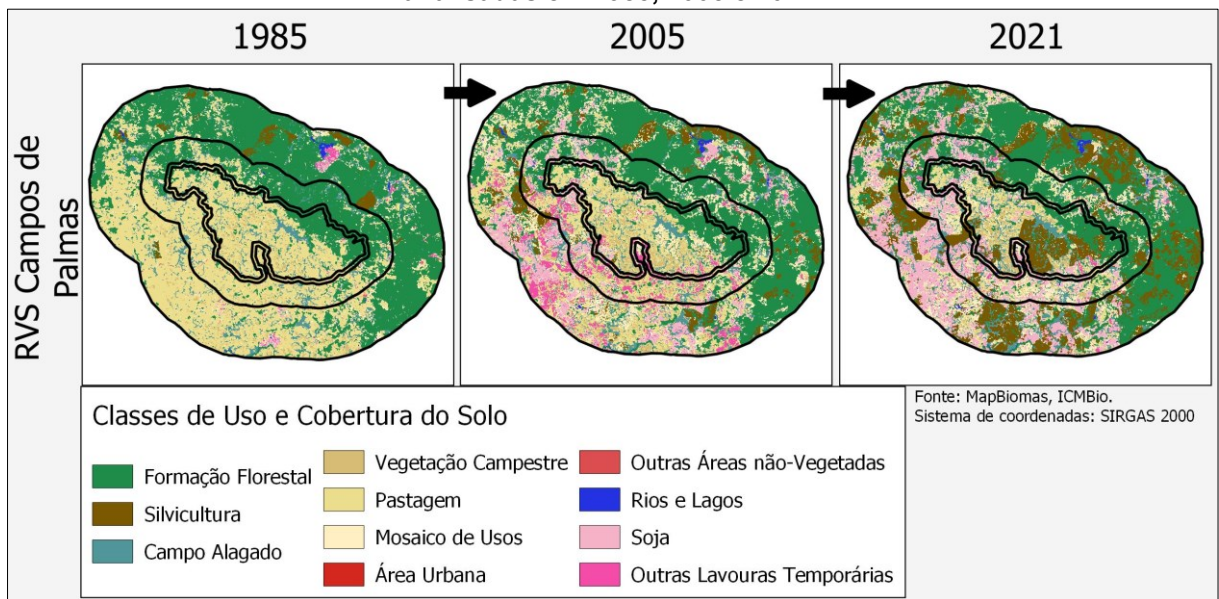 1985
2005
2021
RVS Campos de
Palmas
Fonte: MapBiomas, ICMBio.
Sistema de coordenadas: SIRGAS 2000
Classes de Uso e Cobertura do Solo
Formação Florestal
Silvicultura
Campo Alagado
Vegetação Campestre
Pastagem
Mosaico de Usos
Área Urbana
Outras Áreas não-Vegetadas
Rios e Lagos
Soja
Outras Lavouras Temporárias